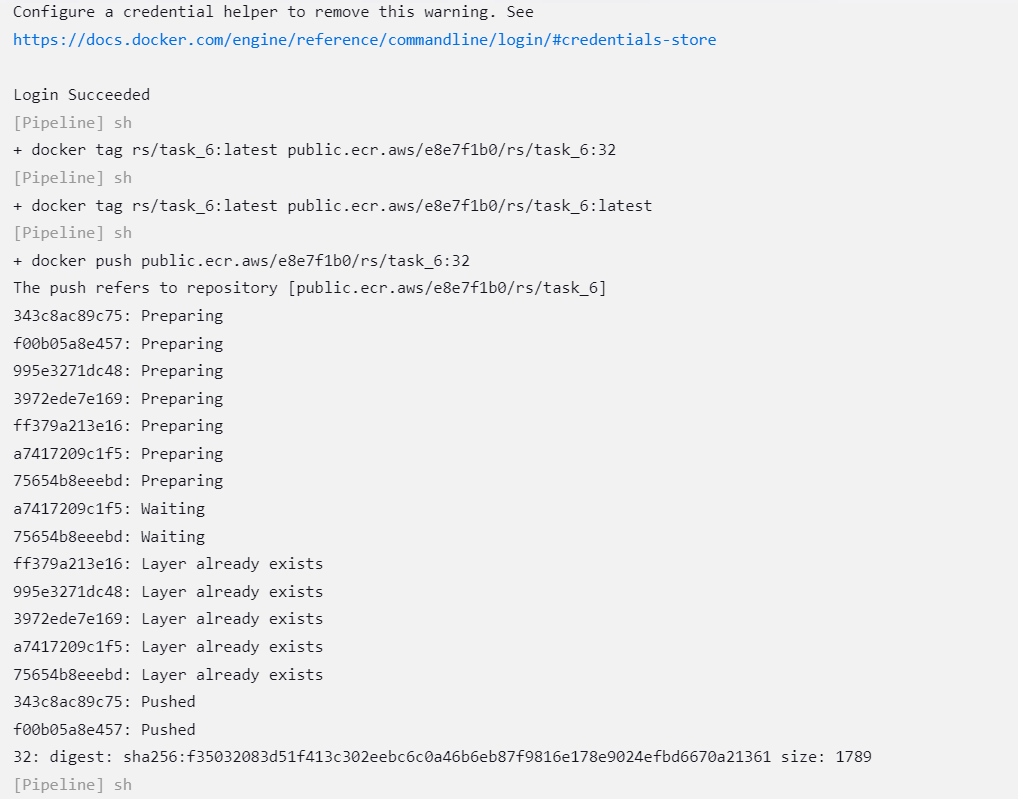 Configure a credential helper to remove this warning. See
https://docs.docker.com/engine/reference/commandline/login/#credentials-store
Login Succeeded
[Pipeline] sh
+ docker tag rs/task_6:latest public.ecr.aws/e8e7f1b0/rs/task_6:32
[Pipeline] sh
+ docker tag rs/task_6:latest public.ecr.aws/e8e7f1b0/rs/task_6:latest
[Pipeline] sh
+ docker push public.ecr.aws/e8e7f1b0/rs/task_6:32
The push refers to repository [public.ecr.aws/e8e7f1b0/rs/task_6]
343c8ac89c75: Preparing
f00b05a8e457: Preparing
995e3271dc48: Preparing
3972ede7e169: Preparing
ff379a213e16: Preparing
a7417209c1f5: Preparing
75654b8eeebd: Preparing
a7417209c1f5: Waiting
75654b8eeebd: Waiting
ff379a213e16: Layer already exists
995e3271dc48: Layer already exists
3972ede7e169: Layer already exists
a7417209c1f5: Layer already exists
75654b8eeebd: Layer already exists
343c8ac89c75: Pushed
f00b05a8e457: Pushed
32: digest: sha256:f35032083d51f413c302eebc6c0a46b6eb87f9816e178e9024efbd6670a21361 size: 1789
[Pipeline] sh